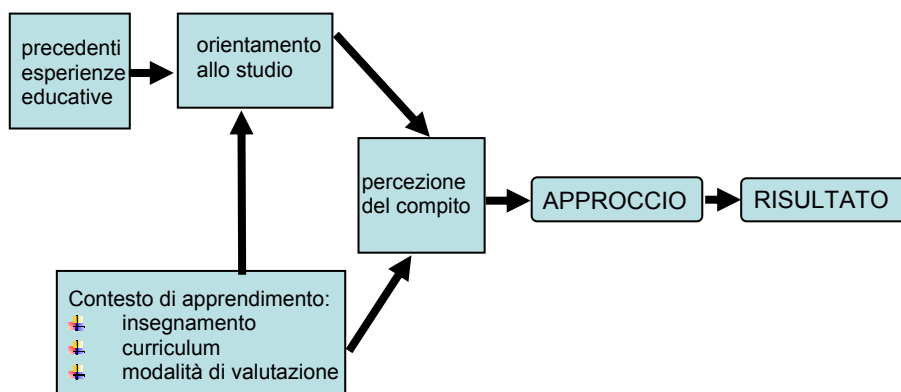 precedenti
esperienze
educative
orientamento
allo studio
percezione
del compito
APPROCCIO
RISULTATO
Contesto di apprendimento:
insegnamento
curriculum
modalità di valutazione